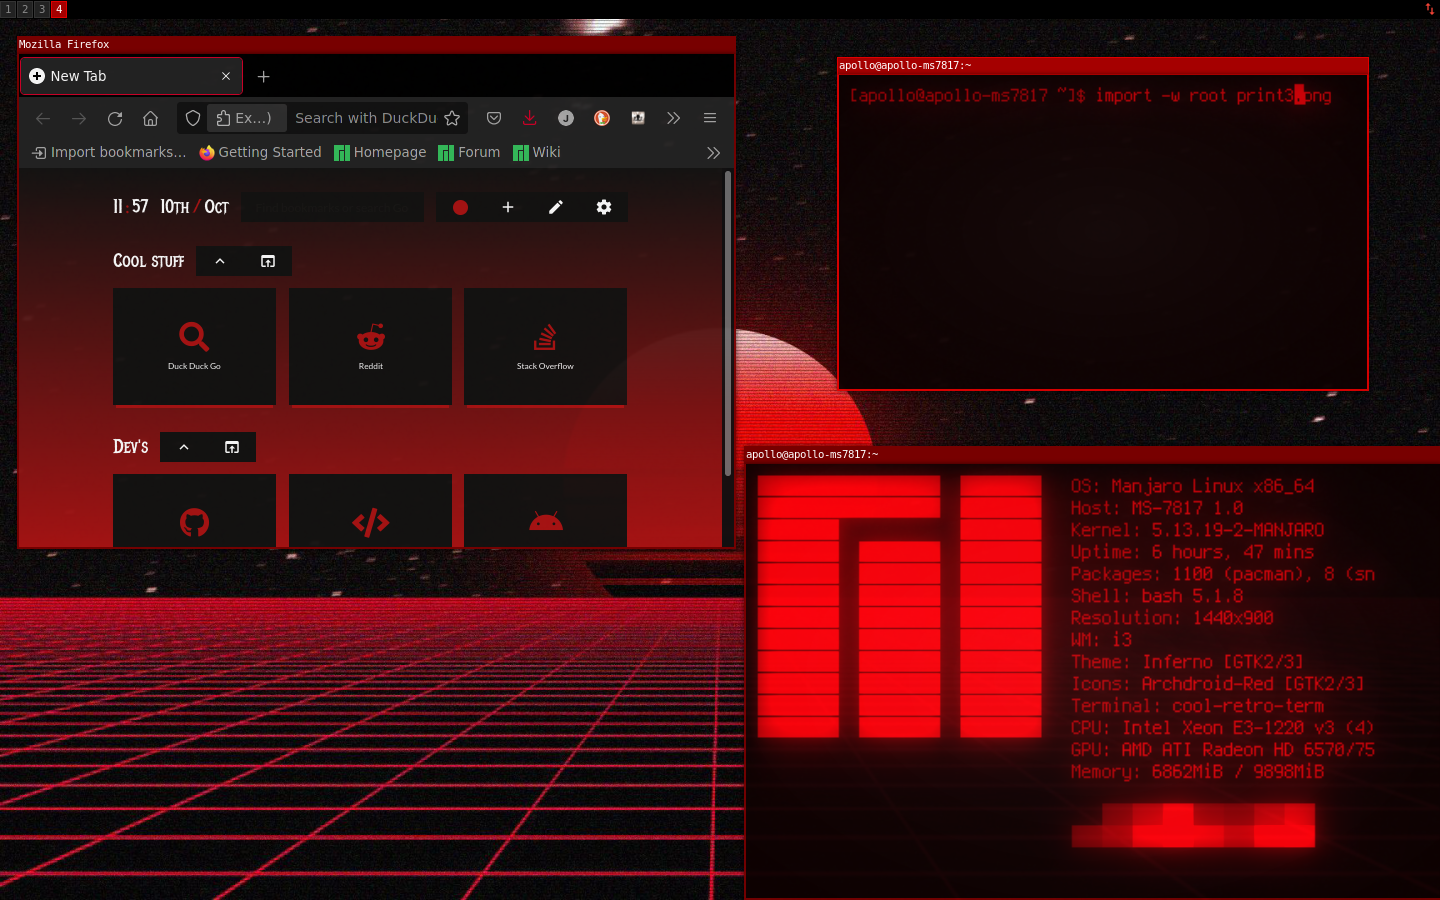 1 2 3 4
Mozilla Firefox
New Tab
Ex...)
Search with DuckDu
J
Import bookmarks...
Getting Started
Homepage
Forum
Wiki
11:57 10th / Oct
Cool stuff
Duck Duck Go
Reddit
Stack Overflow
Dev's
apollo@apollo-ms7817:~
[apollo@apollo-ms7817 ~]$ import -w root print3.png
apollo@apollo-ms7817:~
OS: Manjaro Linux x86_64
Host: MS-7817 1.0
Kernel: 5.13.19-2-MANJARO
Uptime: 6 hours, 47 mins
Packages: 1100 (pacman), 8 (sn
Shell: bash 5.1.8
Resolution: 1440x900
WM: i3
Theme: Inferno [GTK2/3]
Icons: Archdroid-Red [GTK2/3]
Terminal: cool-retro-term
CPU: Intel Xeon E3-1220 v3 (4)
GPU: AMD ATI Radeon HD 6570/75
Memory: 6862MiB / 9898MiB